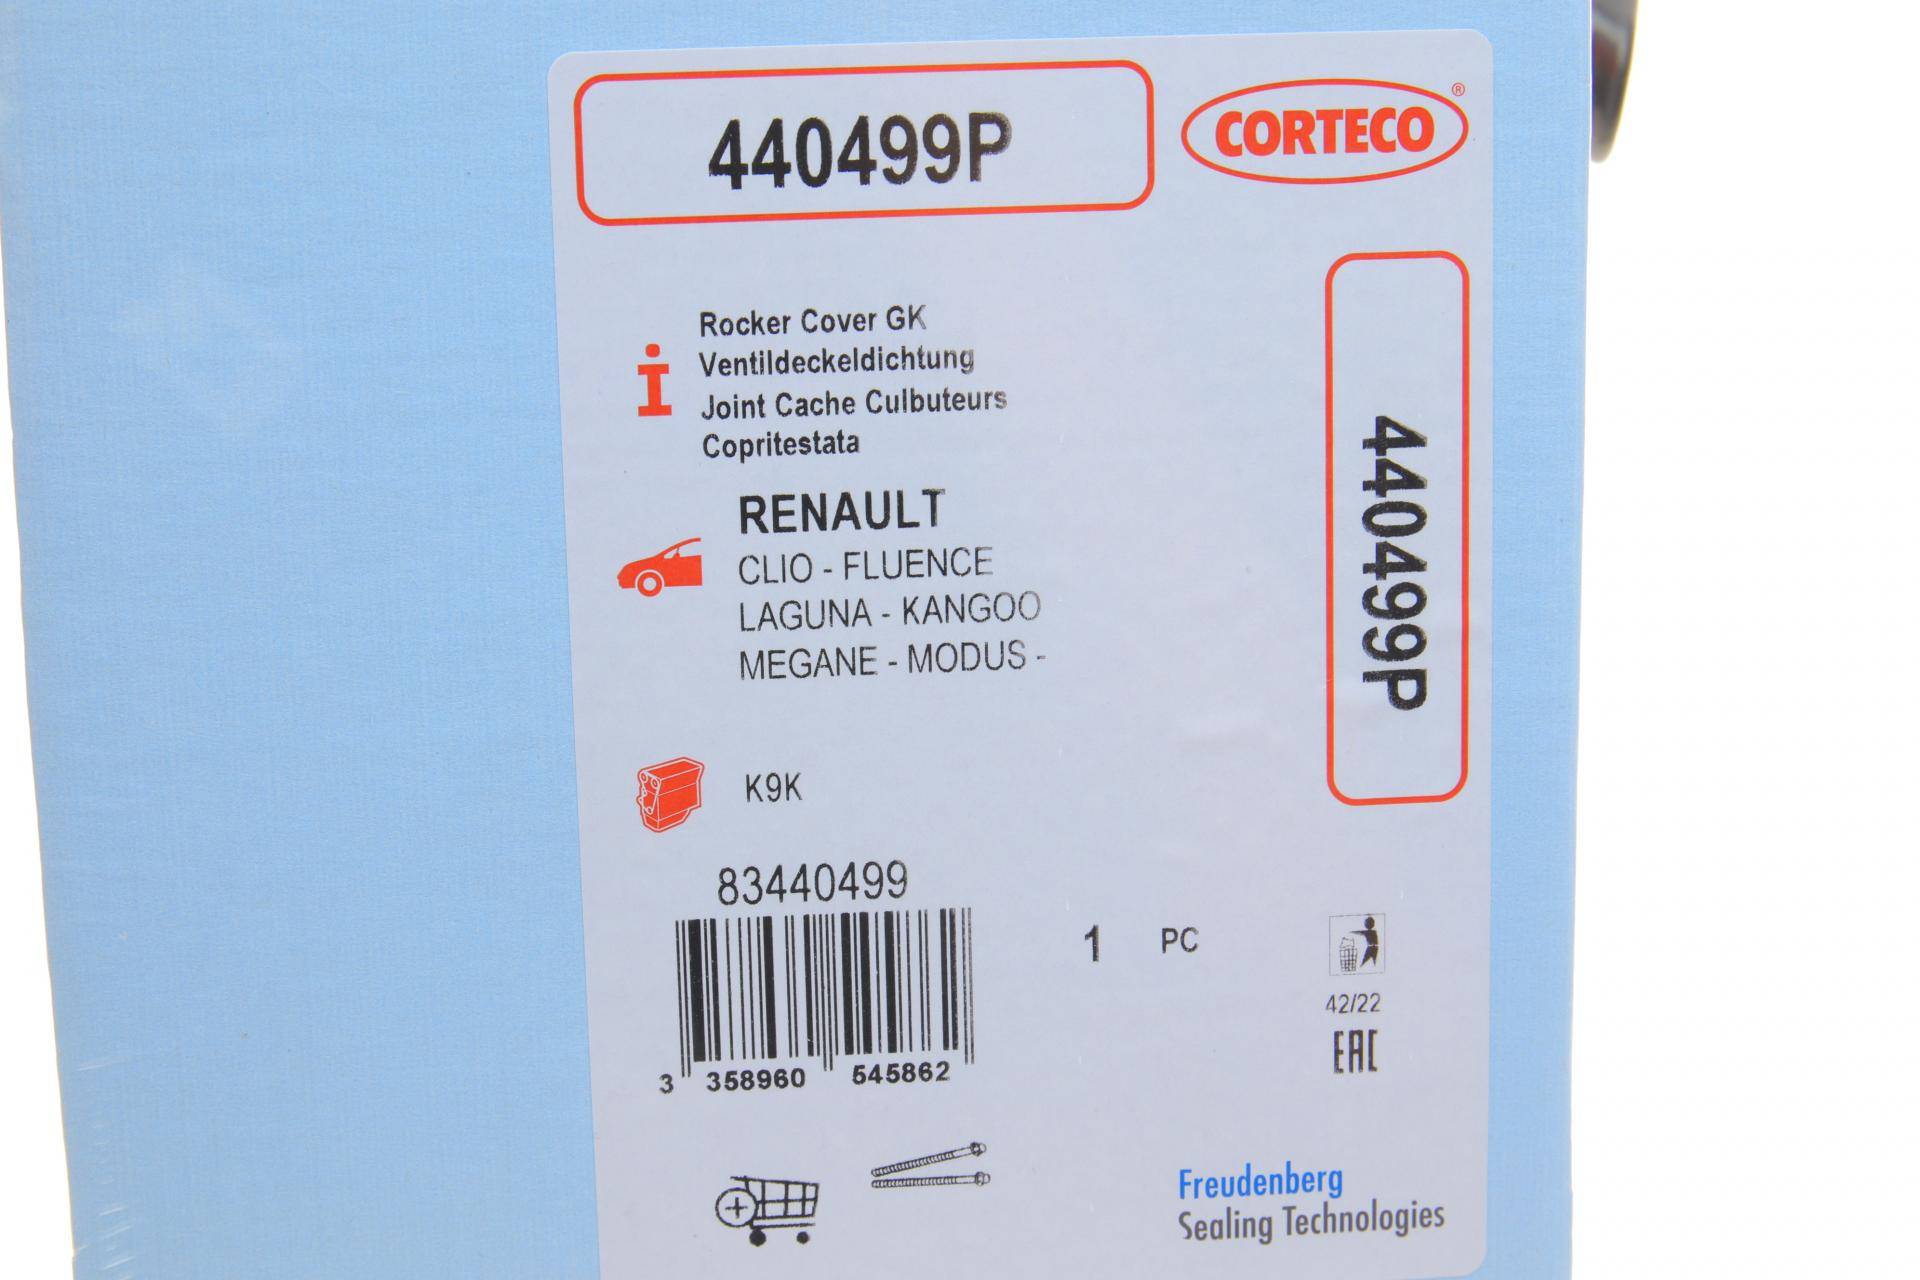 440499P
CORTECO®
Rocker Cover GK
Ventildeckeldichtung
Joint Cache Culbuteurs
Copritestata
440499P
RENAULT
CLIO - FLUENCE
LAGUNA - KANGOO
MEGANE - MODUS -
K9K
83440499
1 PC
42/22
EAC
3 358960 545862
Freudenberg
Sealing Technologies